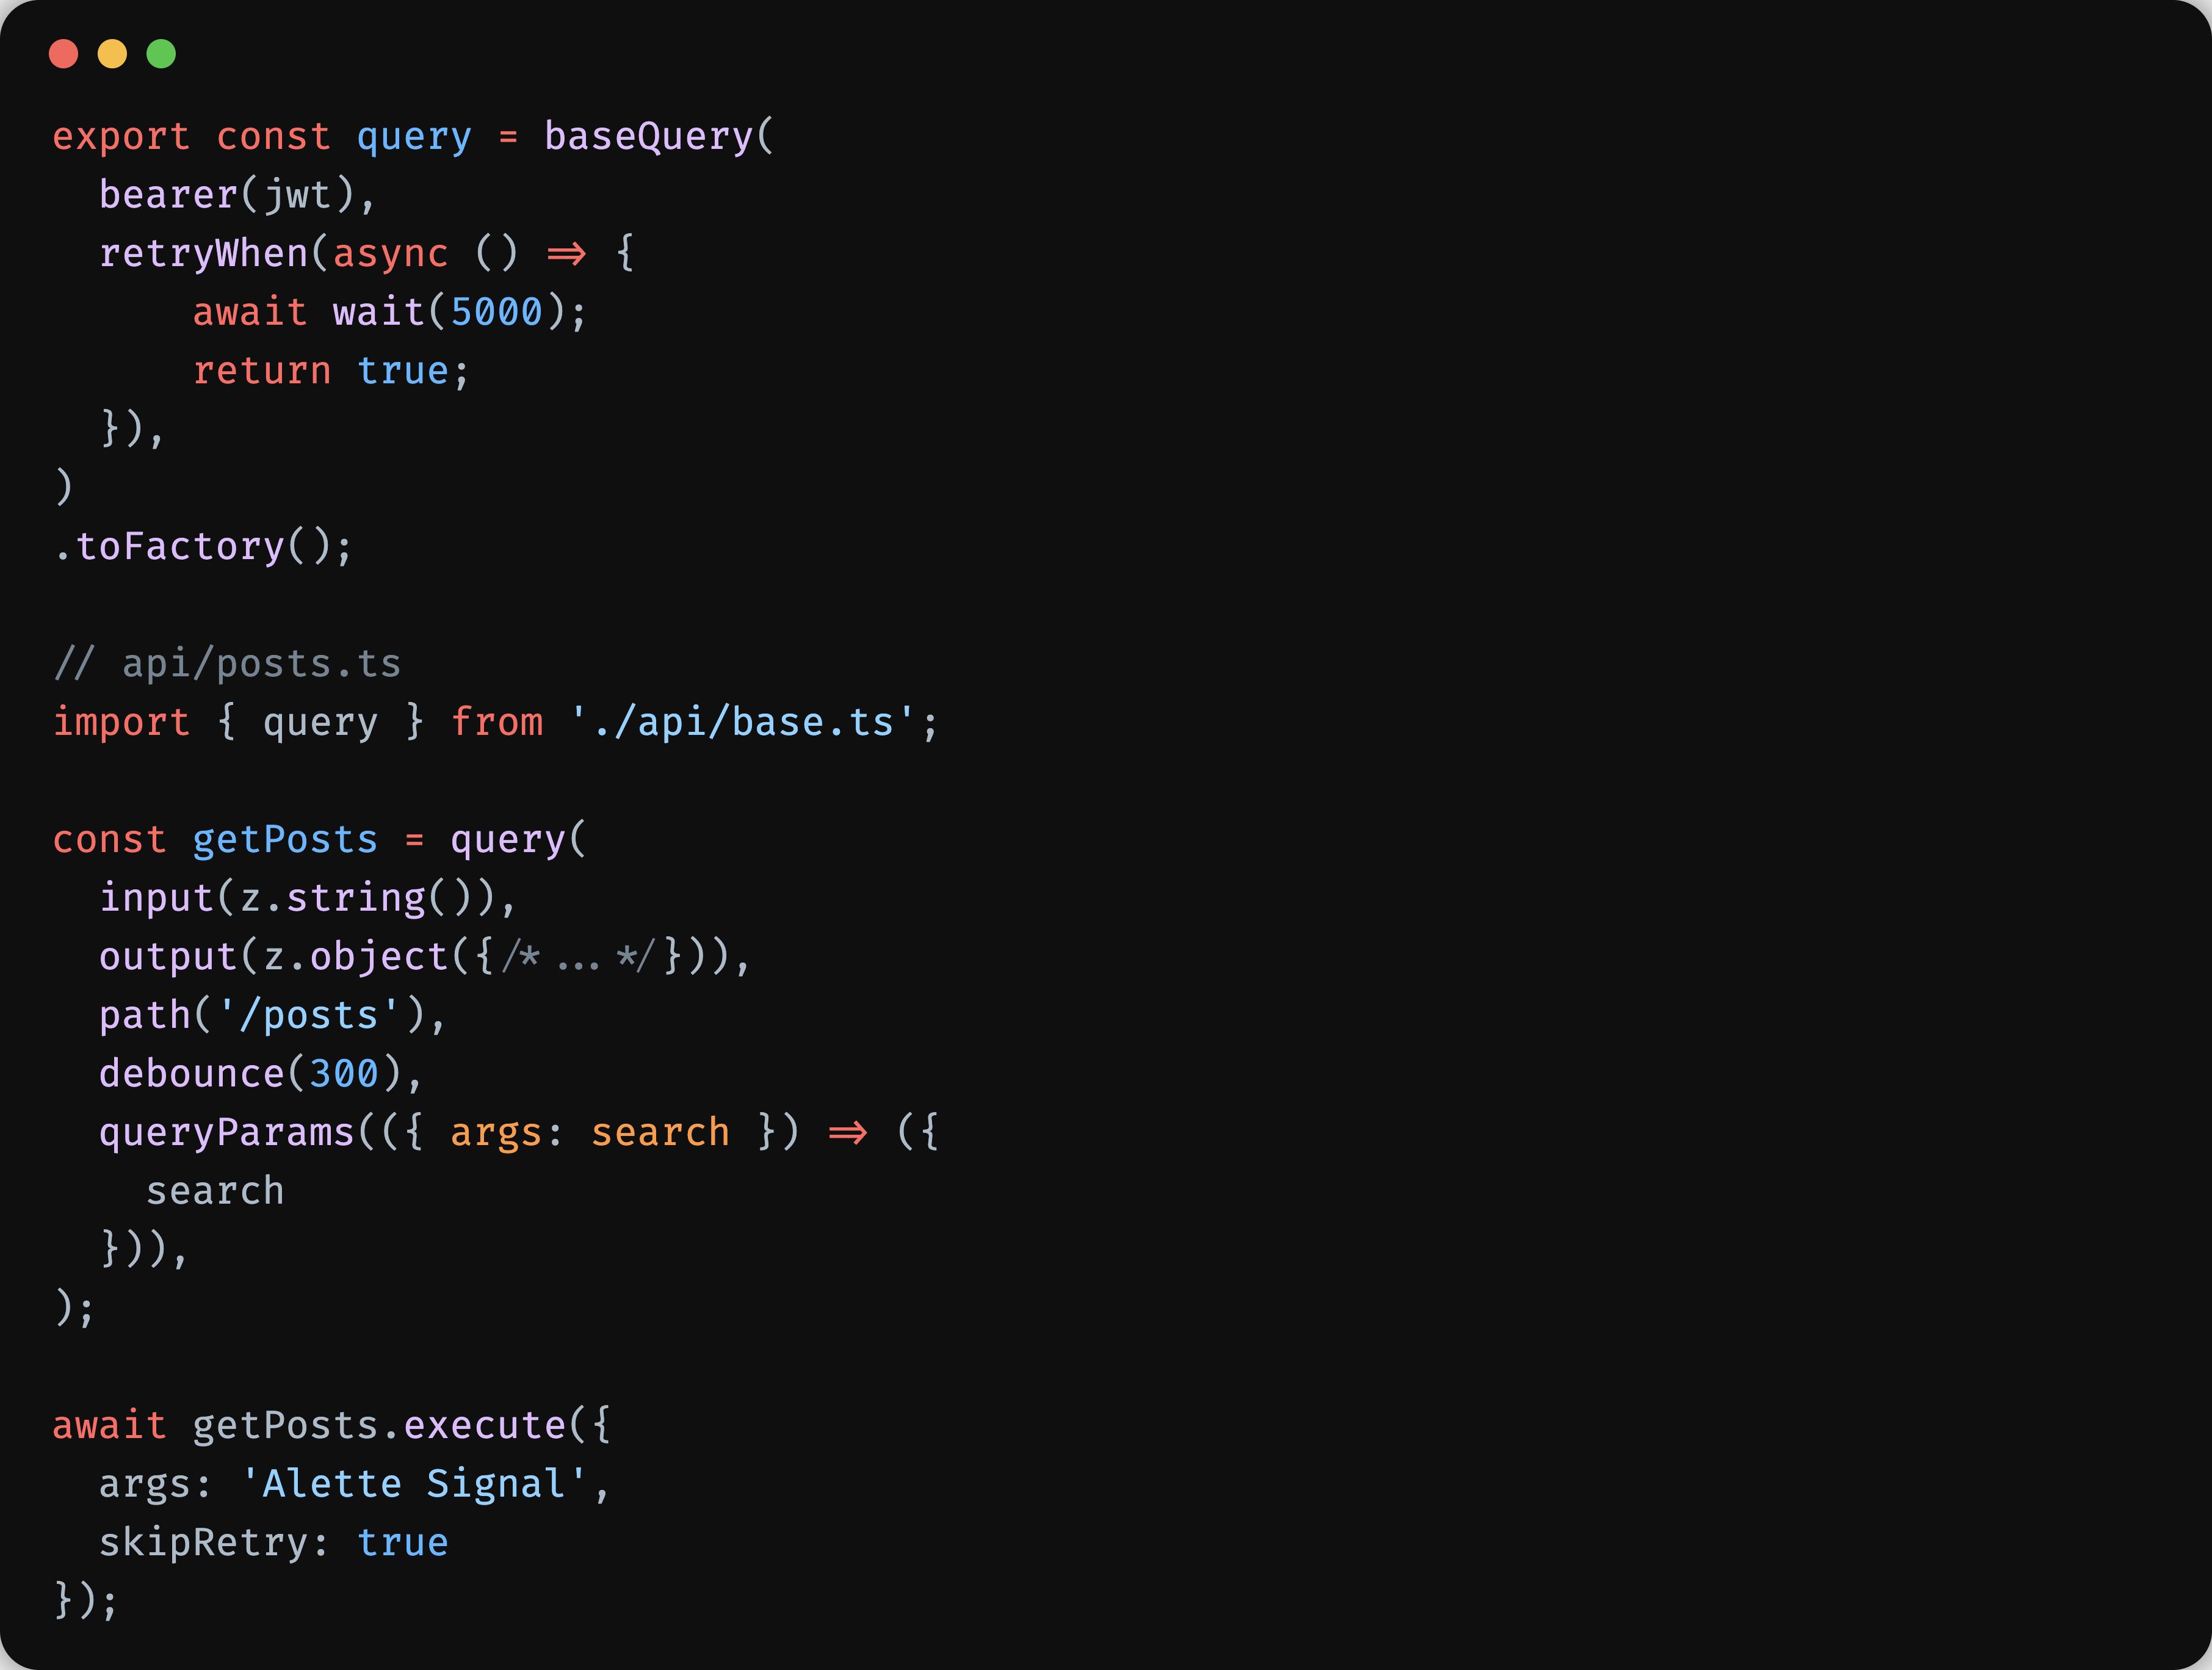 export const query = baseQuery(
  bearer(jwt),
  retryWhen(async () => {
      await wait(5000);
      return true;
  }),
)
.toFactory();

// api/posts.ts
import { query } from './api/base.ts';

const getPosts = query(
  input(z.string()),
  output(z.object({/* ... */})),
  path('/posts'),
  debounce(300),
  queryParams(({ args: search }) => ({
    search
  })),
);

await getPosts.execute({
  args: 'Alette Signal',
  skipRetry: true
});